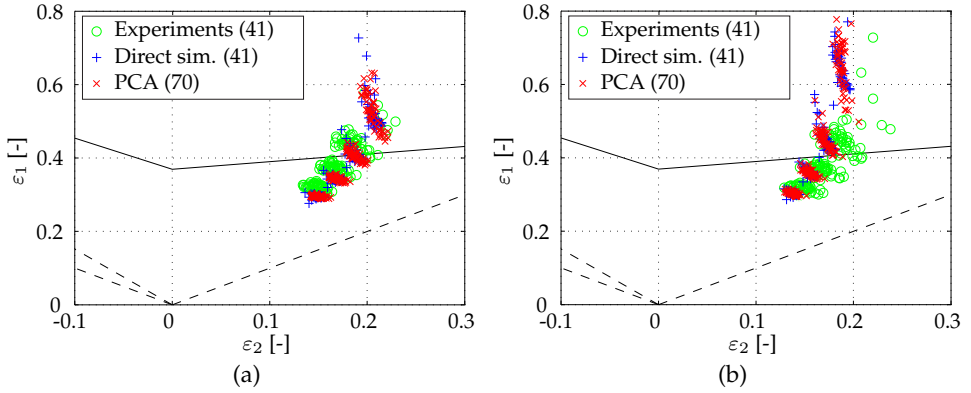 Experiments (41)
Direct sim. (41)
PCA (70)
0.8
0.6
0.4
0.2
0
ε1 [-]
-0.1
0
0.1
0.2
0.3
ε2 [-]
(a)
Experiments (41)
Direct sim. (41)
PCA (70)
0.8
0.6
0.4
0.2
0
ε1 [-]
-0.1
0
0.1
0.2
0.3
ε2 [-]
(b)